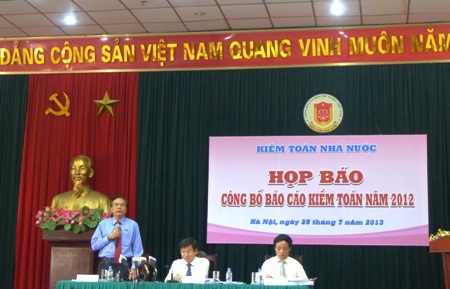 ĐẢNG CỘNG SẢN VIỆT NAM QUANG VINH MUÔN NĂM
KIỂM TOÁN NHÀ NƯỚC
HỌP BÁO
CÔNG BỐ BÁO CÁO KIỂM TOÁN NĂM 2012
Hà Nội, ngày 26 tháng 7 năm 2013